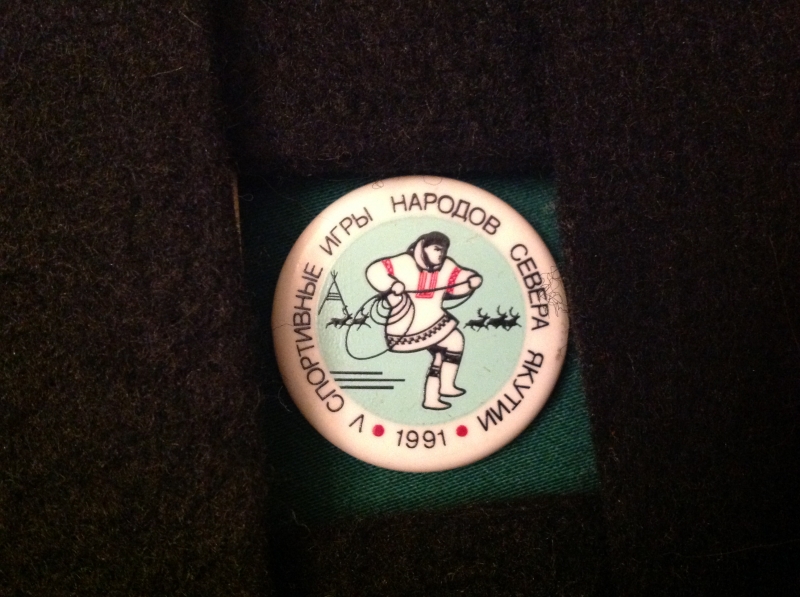 V СПОРТИВНЫЕ ИГРЫ НАРОДОВ СЕВЕРА ЯКУТИИ
• 1991 •